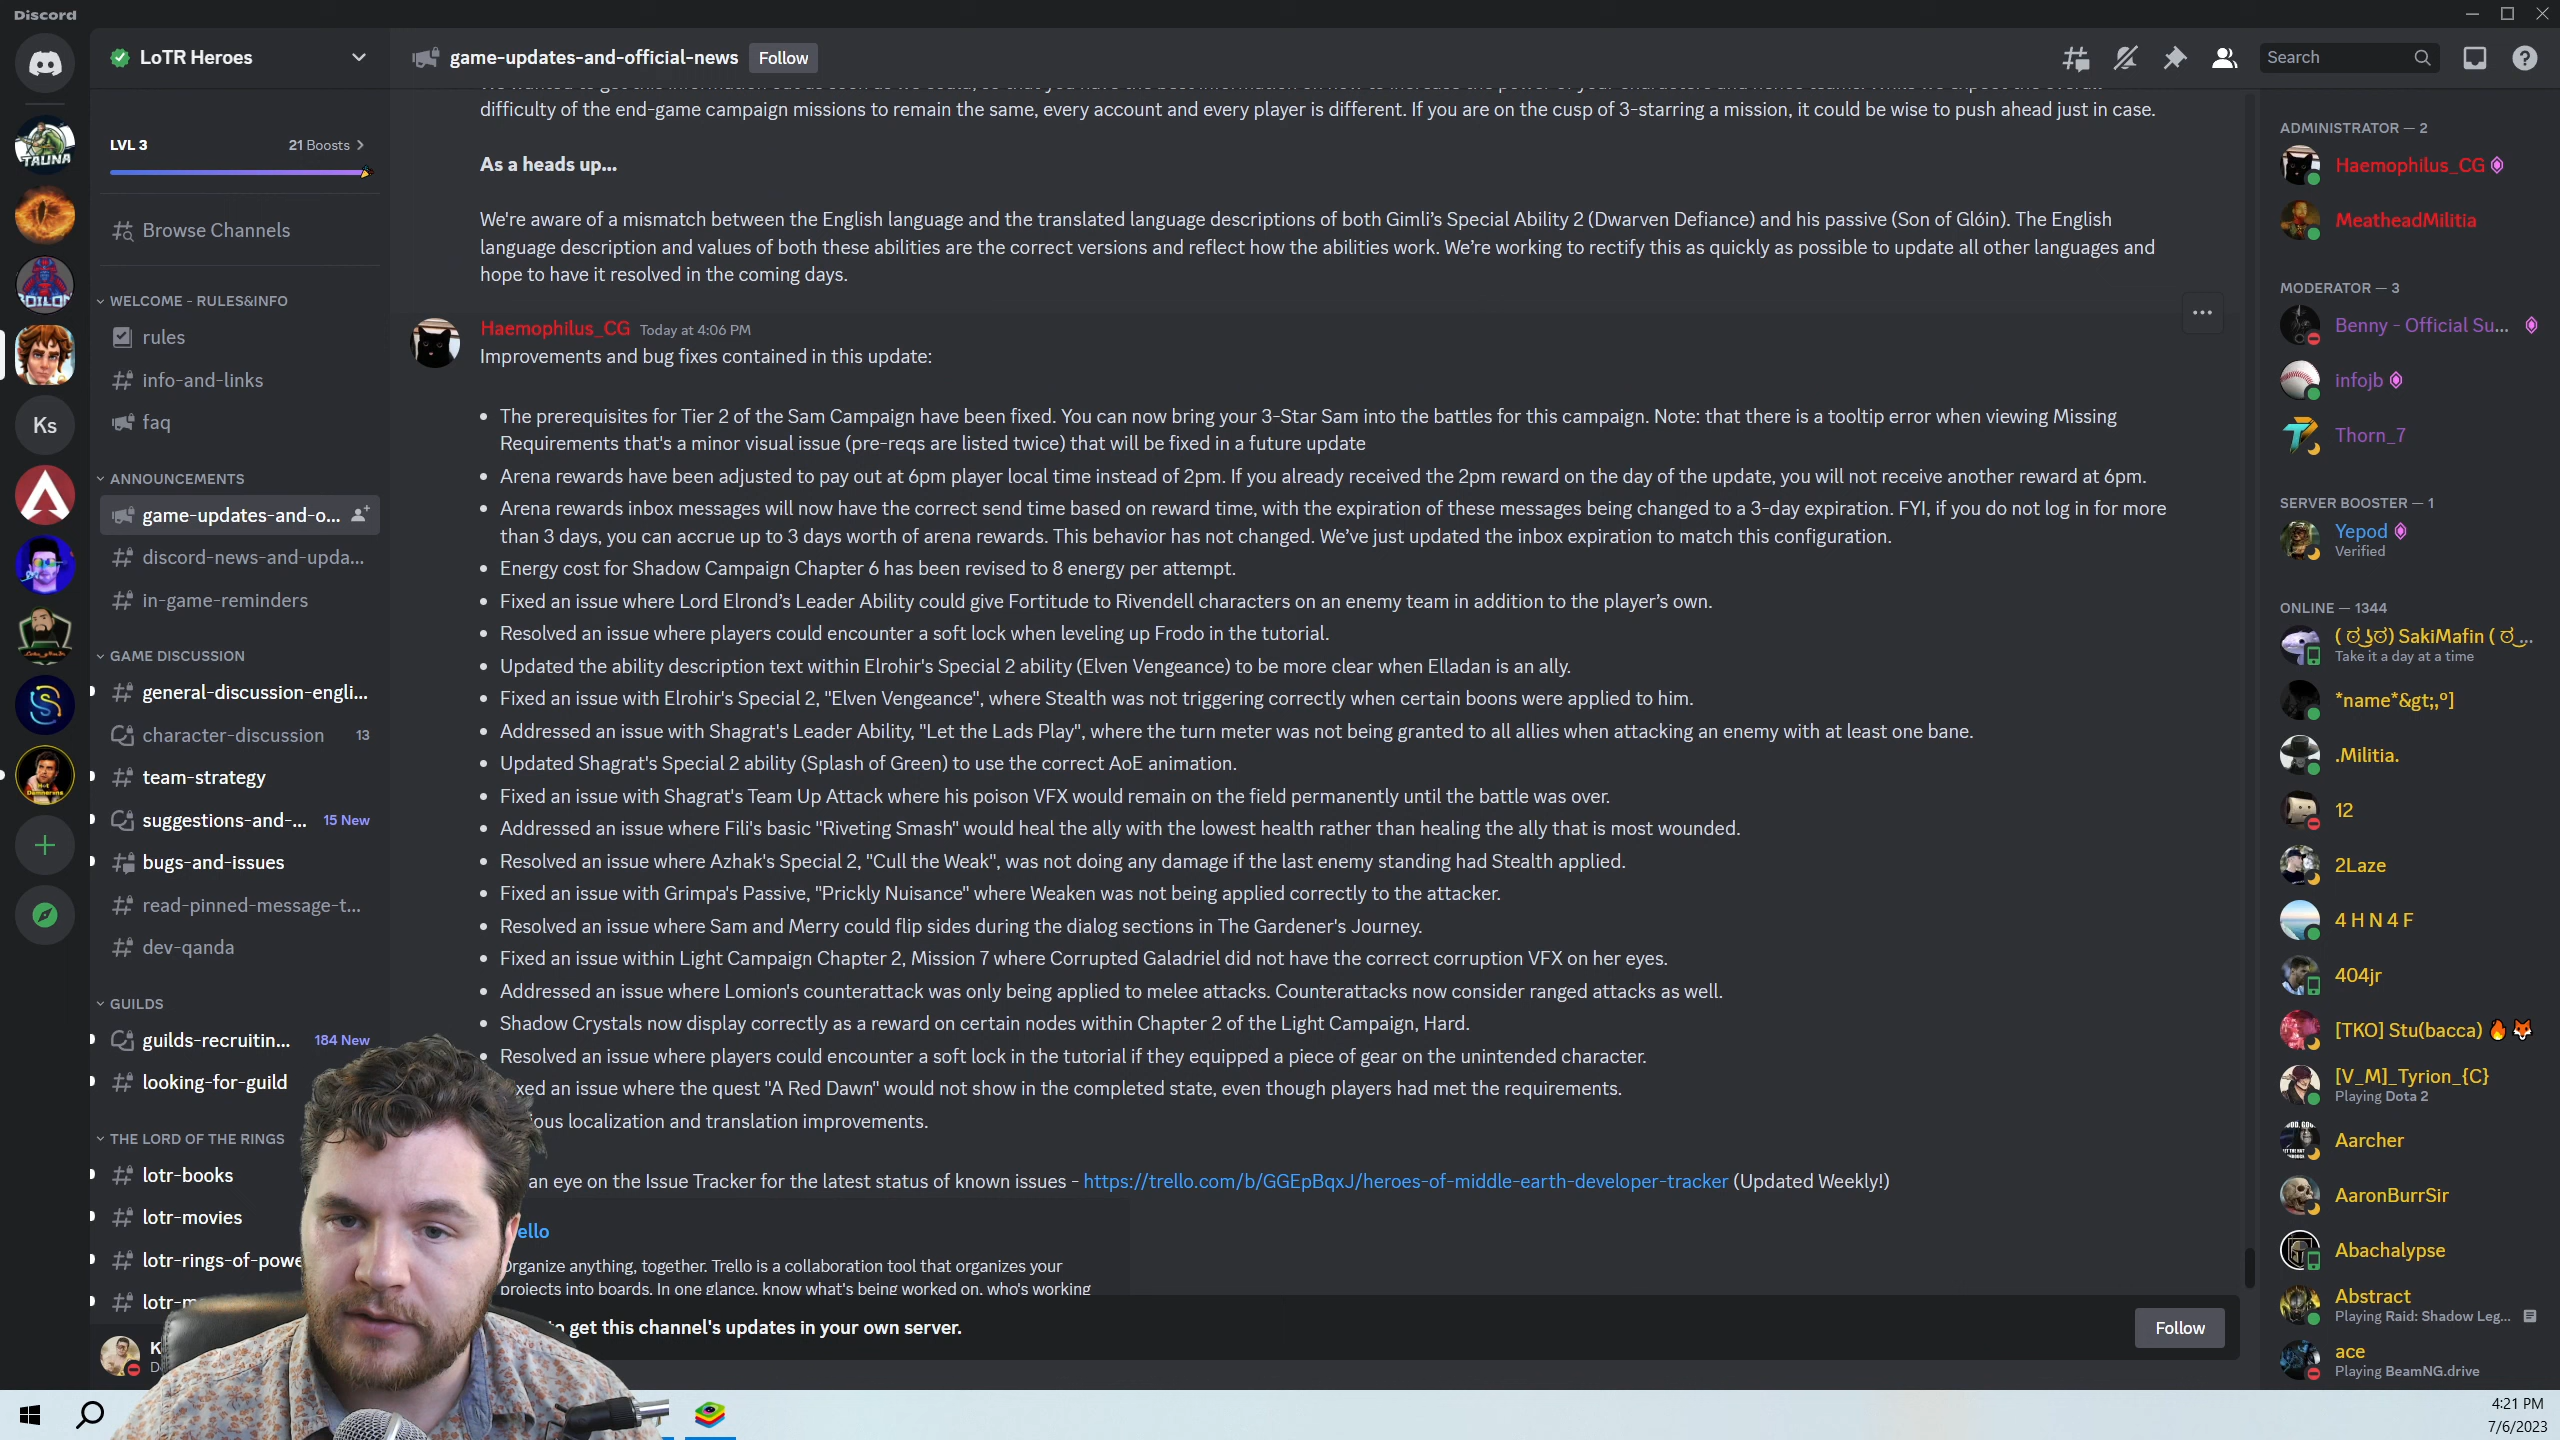 Discord
LoTR Heroes
game-updates-and-official-news
Follow
Search
LVL 3
21 Boosts
Browse Channels
WELCOME - RULES&INFO
rules
info-and-links
faq
ANNOUNCEMENTS
game-updates-and-o...
discord-news-and-upda...
in-game-reminders
GAME DISCUSSION
general-discussion-engli...
character-discussion 13
team-strategy
suggestions-and-... 15 New
bugs-and-issues
read-pinned-message-t...
dev-qanda
GUILDS
guilds-recruitin... 184 New
looking-for-guild
THE LORD OF THE RINGS
lotr-books
lotr-movies
lotr-rings-of-powe
lotr-m
TALINA
Ks
difficulty of the end-game campaign missions to remain the same, every account and every player is different. If you are on the cusp of 3-starring a mission, it could be wise to push ahead just in case.
As a heads up...
We're aware of a mismatch between the English language and the translated language descriptions of both Gimli's Special Ability 2 (Dwarven Defiance) and his passive (Son of Glóin). The English
language description and values of both these abilities are the correct versions and reflect how the abilities work. We're working to rectify this as quickly as possible to update all other languages and
hope to have it resolved in the coming days.
Haemophilus_CG Today at 4:06 PM
Improvements and bug fixes contained in this update:
• The prerequisites for Tier 2 of the Sam Campaign have been fixed. You can now bring your 3-Star Sam into the battles for this campaign. Note: that there is a tooltip error when viewing Missing
Requirements that's a minor visual issue (pre-reqs are listed twice) that will be fixed in a future update
• Arena rewards have been adjusted to pay out at 6pm player local time instead of 2pm. If you already received the 2pm reward on the day of the update, you will not receive another reward at 6pm.
• Arena rewards inbox messages will now have the correct send time based on reward time, with the expiration of these messages being changed to a 3-day expiration. FYI, if you do not log in for more
than 3 days, you can accrue up to 3 days worth of arena rewards. This behavior has not changed. We've just updated the inbox expiration to match this configuration.
• Energy cost for Shadow Campaign Chapter 6 has been revised to 8 energy per attempt.
• Fixed an issue where Lord Elrond's Leader Ability could give Fortitude to Rivendell characters on an enemy team in addition to the player's own.
• Resolved an issue where players could encounter a soft lock when leveling up Frodo in the tutorial.
• Updated the ability description text within Elrohir's Special 2 ability (Elven Vengeance) to be more clear when Elladan is an ally.
• Fixed an issue with Elrohir's Special 2, "Elven Vengeance", where Stealth was not triggering correctly when certain boons were applied to him.
• Addressed an issue with Shagrat's Leader Ability, "Let the Lads Play", where the turn meter was not being granted to all allies when attacking an enemy with at least one bane.
• Updated Shagrat's Special 2 ability (Splash of Green) to use the correct AoE animation.
• Fixed an issue with Shagrat's Team Up Attack where his poison VFX would remain on the field permanently until the battle was over.
• Addressed an issue where Fili's basic "Riveting Smash" would heal the ally with the lowest health rather than healing the ally that is most wounded.
• Resolved an issue where Azhak's Special 2, "Cull the Weak", was not doing any damage if the last enemy standing had Stealth applied.
• Fixed an issue with Grimpa's Passive, "Prickly Nuisance" where Weaken was not being applied correctly to the attacker.
• Resolved an issue where Sam and Merry could flip sides during the dialog sections in The Gardener's Journey.
• Fixed an issue within Light Campaign Chapter 2, Mission 7 where Corrupted Galadriel did not have the correct corruption VFX on her eyes.
• Addressed an issue where Lomion's counterattack was only being applied to melee attacks. Counterattacks now consider ranged attacks as well.
• Shadow Crystals now display correctly as a reward on certain nodes within Chapter 2 of the Light Campaign, Hard.
• Resolved an issue where players could encounter a soft lock in the tutorial if they equipped a piece of gear on the unintended character.
xed an issue where the quest "A Red Dawn" would not show in the completed state, even though players had met the requirements.
ous localization and translation improvements.
an eye on the Issue Tracker for the latest status of known issues - https://trello.com/b/GGEpBqxJ/heroes-of-middle-earth-developer-tracker (Updated Weekly!)
ello
Organize anything, together. Trello is a collaboration tool that organizes your
projects into boards. In one glance, know what's being worked on, who's working
to get this channel's updates in your own server.
Follow
ADMINISTRATOR — 2
Haemophilus_CG
MeatheadMilitia
MODERATOR — 3
Benny - Official Su...
infojb
Thorn_7
SERVER BOOSTER — 1
Yepod
Verified
ONLINE — 1344
SakiMafin
Take it a day at a time
*name*&gt;,°]
.Militia.
12
2Laze
4 H N 4 F
404jr
[TKO] Stu(bacca)
[V_M]_Tyrion_{C}
Playing Dota 2
Aarcher
AaronBurrSir
Abachalypse
Abstract
Playing Raid: Shadow Leg...
ace
Playing BeamNG.drive
4:21 PM
7/6/2023